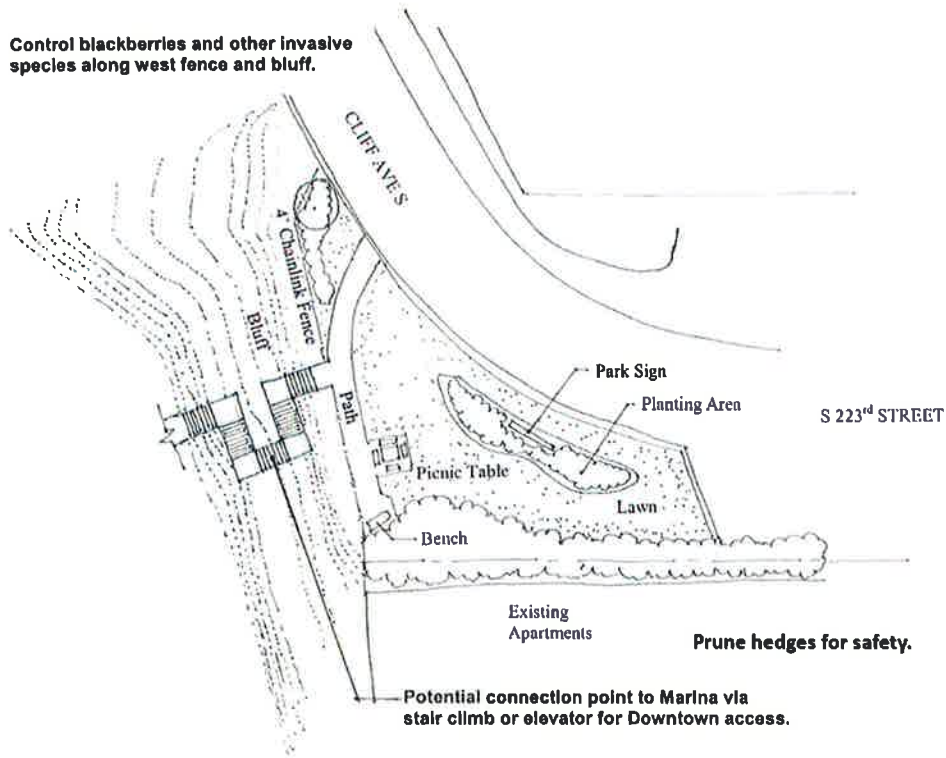 Control blackberries and other invasive
species along west fence and bluff.
CLIFF AVE S
4' Chainlink Fence
Bluff
Path
Park Sign
Planting Area
S 223rd STREET
Picnic Table
Lawn
Bench
Existing
Apartments
Prune hedges for safety.
Potential connection point to Marina via
stair climb or elevator for Downtown access.